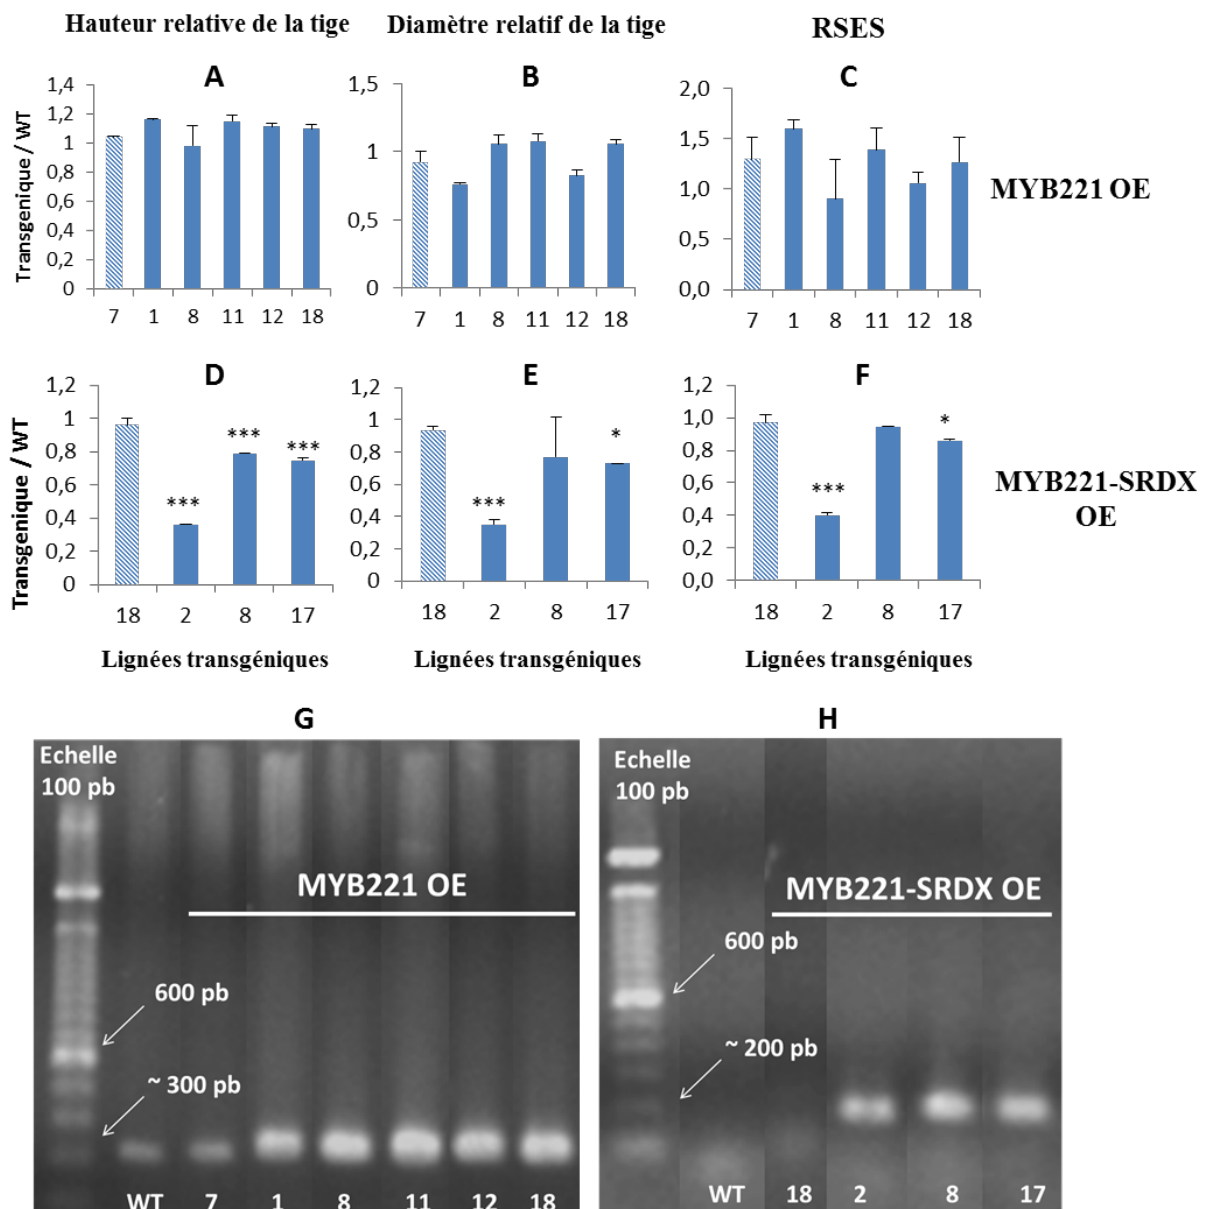 Hauteur relative de la tige
Diamètre relatif de la tige
RSES
A
B
C
Transgenique / WT
1,4
1,2
1
0,8
0,6
0,4
0,2
0
7 1 8 11 12 18
1,5
1
0,5
0
7 1 8 11 12 18
2,0
1,5
1,0
0,5
0,0
7 1 8 11 12 18
MYB221 OE
D
E
F
Transgenique / WT
1,2
1
0,8
0,6
0,4
0,2
0
***
***
***
18 2 8 17
1,2
1
0,8
0,6
0,4
0,2
0
***
*
18 2 8 17
1,2
1,0
0,8
0,6
0,4
0,2
0,0
***
*
18 2 8 17
MYB221-SRDX
OE
Lignées transgéniques
Lignées transgéniques
Lignées transgéniques
G
Echelle
100 pb
MYB221 OE
600 pb
~ 300 pb
WT 7 1 8 11 12 18
H
Echelle
100 pb
MYB221-SRDX OE
600 pb
~ 200 pb
WT 18 2 8 17